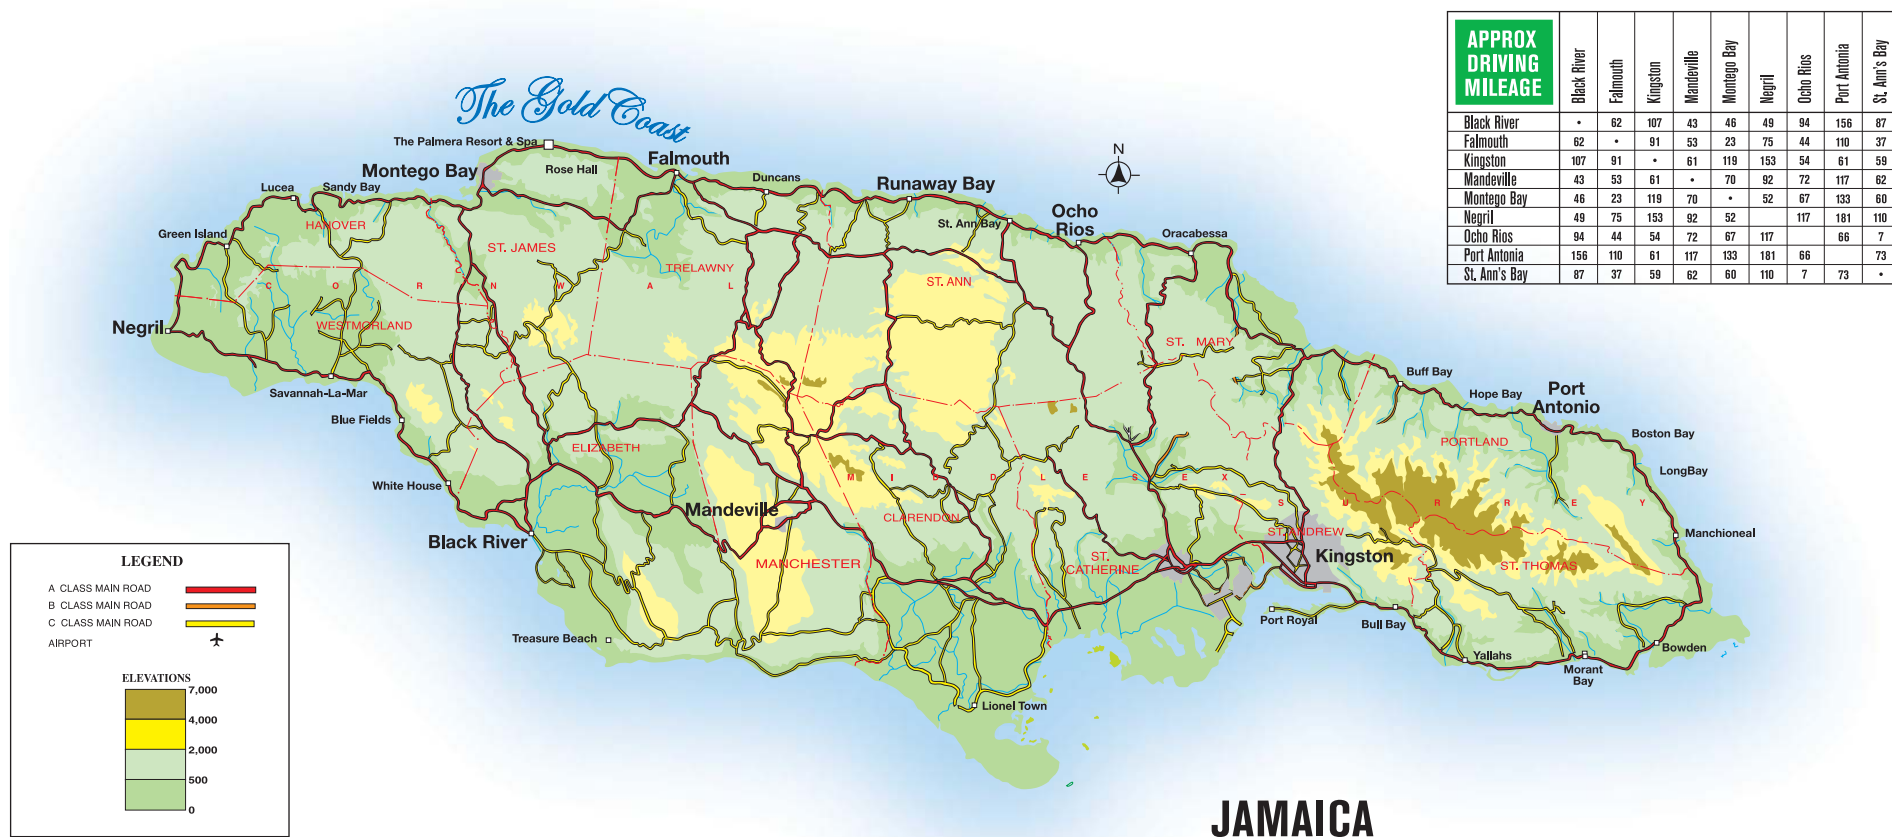 The Gold Coast
The Palmera Resort & Spa
Montego Bay
Rose Hall
Falmouth
Duncans
Runaway Bay
St. Ann Bay
Ocho
Rios
Oracabessa
N
Lucea
Sandy Bay
Green Island
HANOVER
ST. JAMES
TRELAWNY
ST. ANN
C O R N W A L L
WESTMORLAND
Negril
Savannah-La-Mar
Blue Fields
White House
ELIZABETH
Black River
Mandeville
MANCHESTER
CLARENDON
M I D D L E S E X
ST. MARY
ST.
CATHERINE
ST. ANDREW
Kingston
S U R R E Y
PORTLAND
ST. THOMAS
Buff Bay
Hope Bay
Port
Antonio
Boston Bay
LongBay
Manchioneal
Bowden
Morant
Bay
Yallahs
Bull Bay
Port Royal
Lionel Town
Treasure Beach
JAMAICA
LEGEND
A CLASS MAIN ROAD
B CLASS MAIN ROAD
C CLASS MAIN ROAD
AIRPORT
ELEVATIONS
7,000
4,000
2,000
500
0
APPROX
DRIVING
MILEAGE
Black River Falmouth Kingston Mandeville Montego Bay Negril Ocho Rios Port Antonia St. Ann's Bay
Black River • 62 107 43 46 49 94 156 87
Falmouth 62 • 91 53 23 75 44 110 37
Kingston 107 91 • 61 119 153 54 61 59
Mandeville 43 53 61 • 70 92 72 117 62
Montego Bay 46 23 119 70 • 52 67 133 60
Negril 49 75 153 92 52 117 181 110
Ocho Rios 94 44 54 72 67 117 66 7
Port Antonia 156 110 61 117 133 181 66 73
St. Ann's Bay 87 37 59 62 60 110 7 73 •